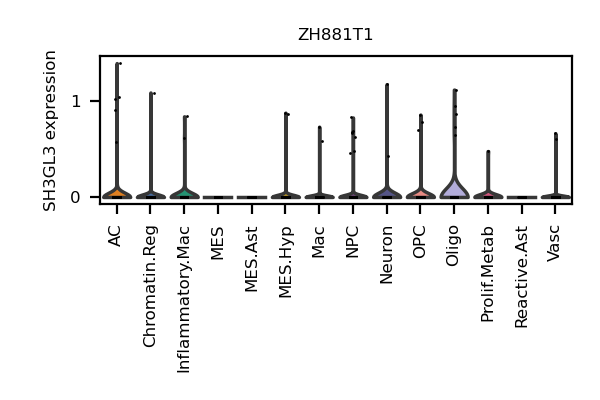 ZH881T1
SH3GL3 expression
1
0
AC
Chromatin.Reg
Inflammatory.Mac
MES
MES.Ast
MES.Hyp
Mac
NPC
Neuron
OPC
Oligo
Prolif.Metab
Reactive.Ast
Vasc